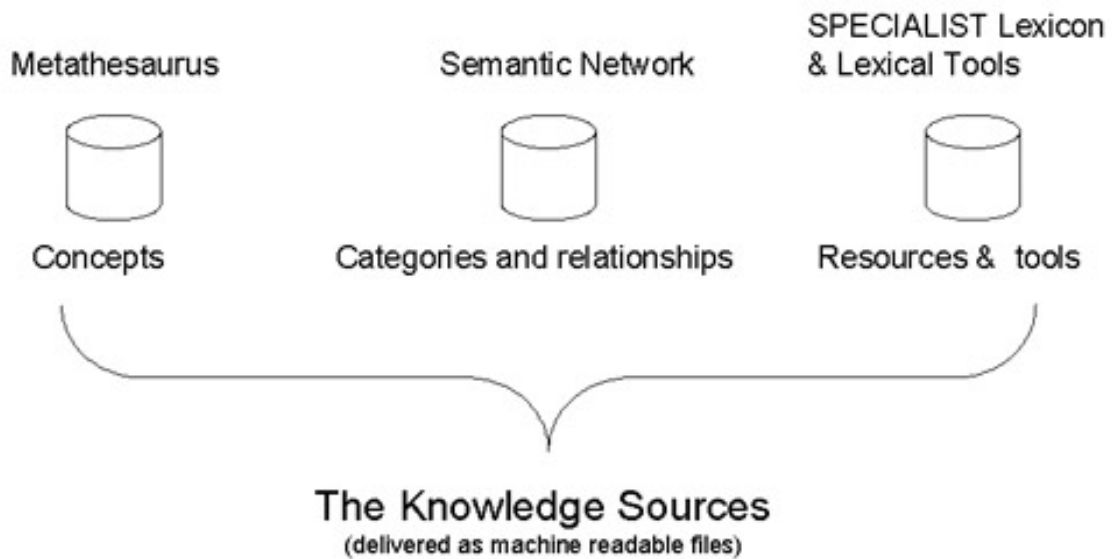 Metathesaurus
Semantic Network
SPECIALIST Lexicon
& Lexical Tools
Concepts
Categories and relationships
Resources & tools
The Knowledge Sources
(delivered as machine readable files)